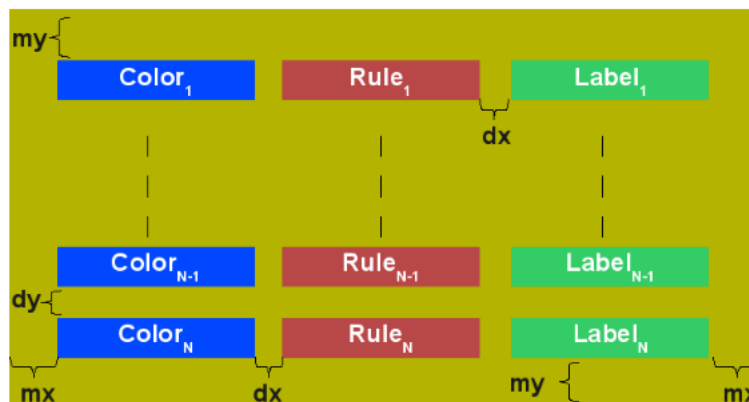 my
Color1 Rule1 Label1
dx
ColorN-1 RuleN-1 LabelN-1
dy
ColorN RuleN LabelN
mx dx my mx